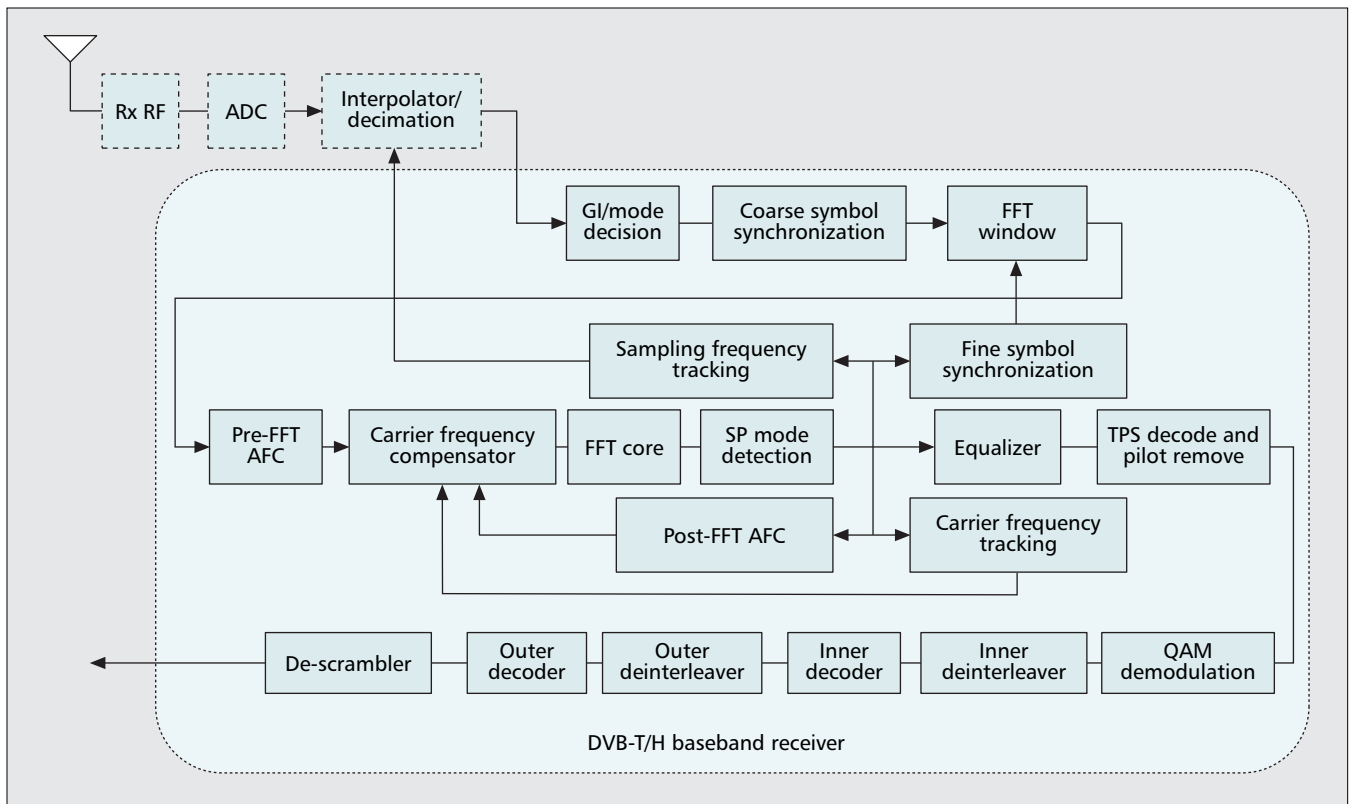 Rx RF
ADC
Interpolator/
decimation
GI/mode
decision
Coarse symbol
synchronization
FFT
window
Sampling frequency
tracking
Fine symbol
synchronization
Pre-FFT
AFC
Carrier frequency
compensator
FFT core
SP mode
detection
Equalizer
TPS decode and
pilot remove
Post-FFT AFC
Carrier frequency
tracking
De-scrambler
Outer
decoder
Outer
deinterleaver
Inner
decoder
Inner
deinterleaver
QAM
demodulation
DVB-T/H baseband receiver